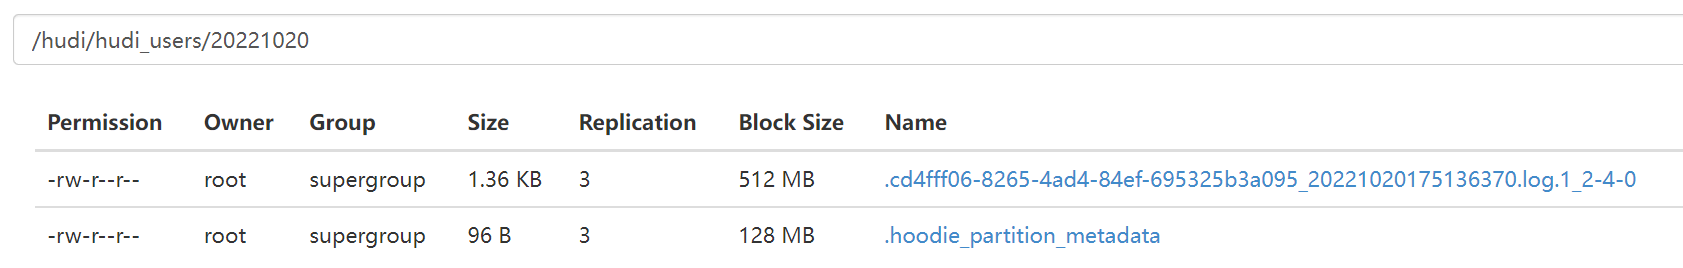 /hudi/hudi_users/20221020
Permission Owner Group Size Replication Block Size Name
-rw-r--r-- root supergroup 1.36 KB 3 512 MB .cd4fff06-8265-4ad4-84ef-695325b3a095_20221020175136370.log.1_2-4-0
-rw-r--r-- root supergroup 96 B 3 128 MB .hoodie_partition_metadata